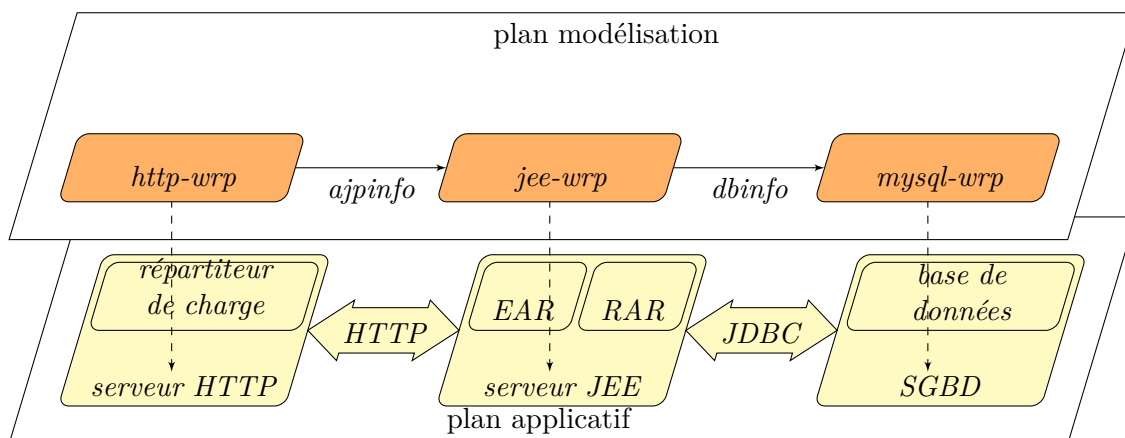 plan modélisation
http-wrp
ajpinfo
jee-wrp
dbinfo
mysql-wrp
répartiteur
de charge
HTTP
EAR
RAR
JDBC
base de
données
serveur HTTP
serveur JEE
SGBD
plan applicatif